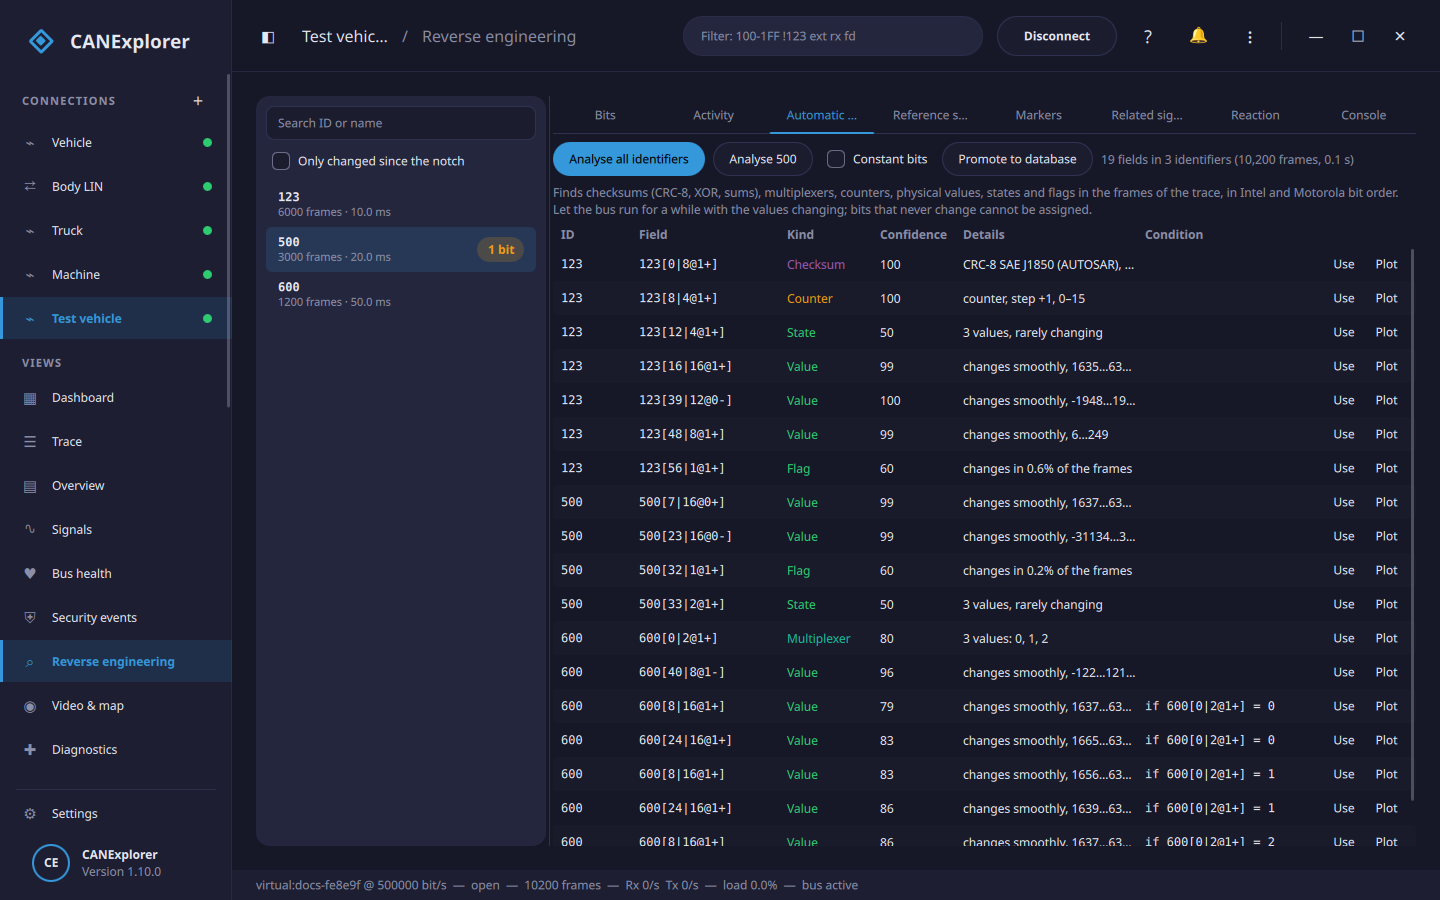 CANExplorer
CONNECTIONS +
Vehicle
Body LIN
Truck
Machine
Test vehicle
VIEWS
Dashboard
Trace
Overview
Signals
Bus health
Security events
Reverse engineering
Video & map
Diagnostics
Settings
CE
CANExplorer
Version 1.10.0
Test vehic... / Reverse engineering
Filter: 100-1FF !123 ext rx fd
Disconnect
?
Search ID or name
Only changed since the notch
123
6000 frames · 10.0 ms
500
3000 frames · 20.0 ms
1 bit
600
1200 frames · 50.0 ms
Bits Activity Automatic ... Reference s... Markers Related sig... Reaction Console
Analyse all identifiers Analyse 500 Constant bits Promote to database 19 fields in 3 identifiers (10,200 frames, 0.1 s)
Finds checksums (CRC-8, XOR, sums), multiplexers, counters, physical values, states and flags in the frames of the trace, in Intel and Motorola bit order.
Let the bus run for a while with the values changing; bits that never change cannot be assigned.
ID Field Kind Confidence Details Condition
123 123[0|8@1+] Checksum 100 CRC-8 SAE J1850 (AUTOSAR), ... Use Plot
123 123[8|4@1+] Counter 100 counter, step +1, 0–15 Use Plot
123 123[12|4@1+] State 50 3 values, rarely changing Use Plot
123 123[16|16@1+] Value 99 changes smoothly, 1635...63... Use Plot
123 123[39|12@0-] Value 100 changes smoothly, -1948...19... Use Plot
123 123[48|8@1+] Value 99 changes smoothly, 6...249 Use Plot
123 123[56|1@1+] Flag 60 changes in 0.6% of the frames Use Plot
500 500[7|16@0+] Value 99 changes smoothly, 1637...63... Use Plot
500 500[23|16@0-] Value 99 changes smoothly, -31134...3... Use Plot
500 500[32|1@1+] Flag 60 changes in 0.2% of the frames Use Plot
500 500[33|2@1+] State 50 3 values, rarely changing Use Plot
600 600[0|2@1+] Multiplexer 80 3 values: 0, 1, 2 Use Plot
600 600[40|8@1-] Value 96 changes smoothly, -122...121... Use Plot
600 600[8|16@1+] Value 79 changes smoothly, 1637...63... if 600[0|2@1+] = 0 Use Plot
600 600[24|16@1+] Value 83 changes smoothly, 1665...63... if 600[0|2@1+] = 0 Use Plot
600 600[8|16@1+] Value 83 changes smoothly, 1656...63... if 600[0|2@1+] = 1 Use Plot
600 600[24|16@1+] Value 86 changes smoothly, 1639...63... if 600[0|2@1+] = 1 Use Plot
600 600[8|16@1+] Value 86 changes smoothly, 1637...63... if 600[0|2@1+] = 2 Use Plot
virtual:docs-fe8e9f @ 500000 bit/s — open — 10200 frames — Rx 0/s Tx 0/s — load 0.0% — bus active